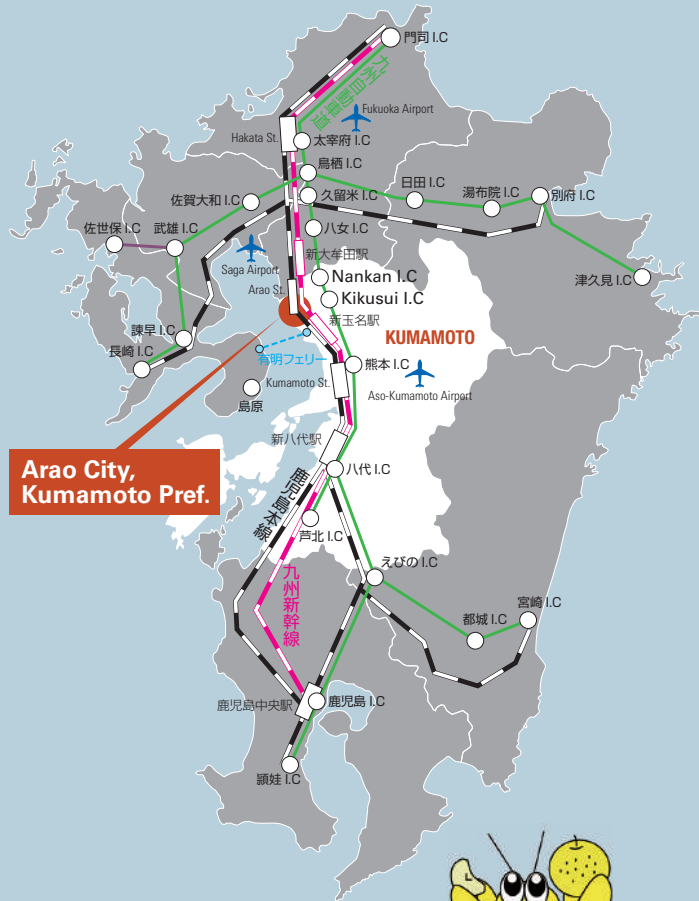 門司 I.C
九州自動車道
Fukuoka Airport
Hakata St.
太宰府 I.C
鳥栖 I.C
久留米 I.C
日田 I.C
湯布院 I.C
別府 I.C
佐賀大和 I.C
佐世保 I.C
武雄 I.C
八女 I.C
新大牟田駅
Saga Airport
Arao St.
Nankan I.C
津久見 I.C
Kikusui I.C
新玉名駅
KUMAMOTO
諫早 I.C
長崎 I.C
有明フェリー
熊本 I.C
Kumamoto St.
Aso-Kumamoto Airport
島原
新八代駅
Arao City,
Kumamoto Pref.
八代 I.C
鹿児島本線
芦北 I.C
えびの I.C
九州新幹線
都城 I.C
宮崎 I.C
鹿児島中央駅
鹿児島 I.C
頴娃 I.C